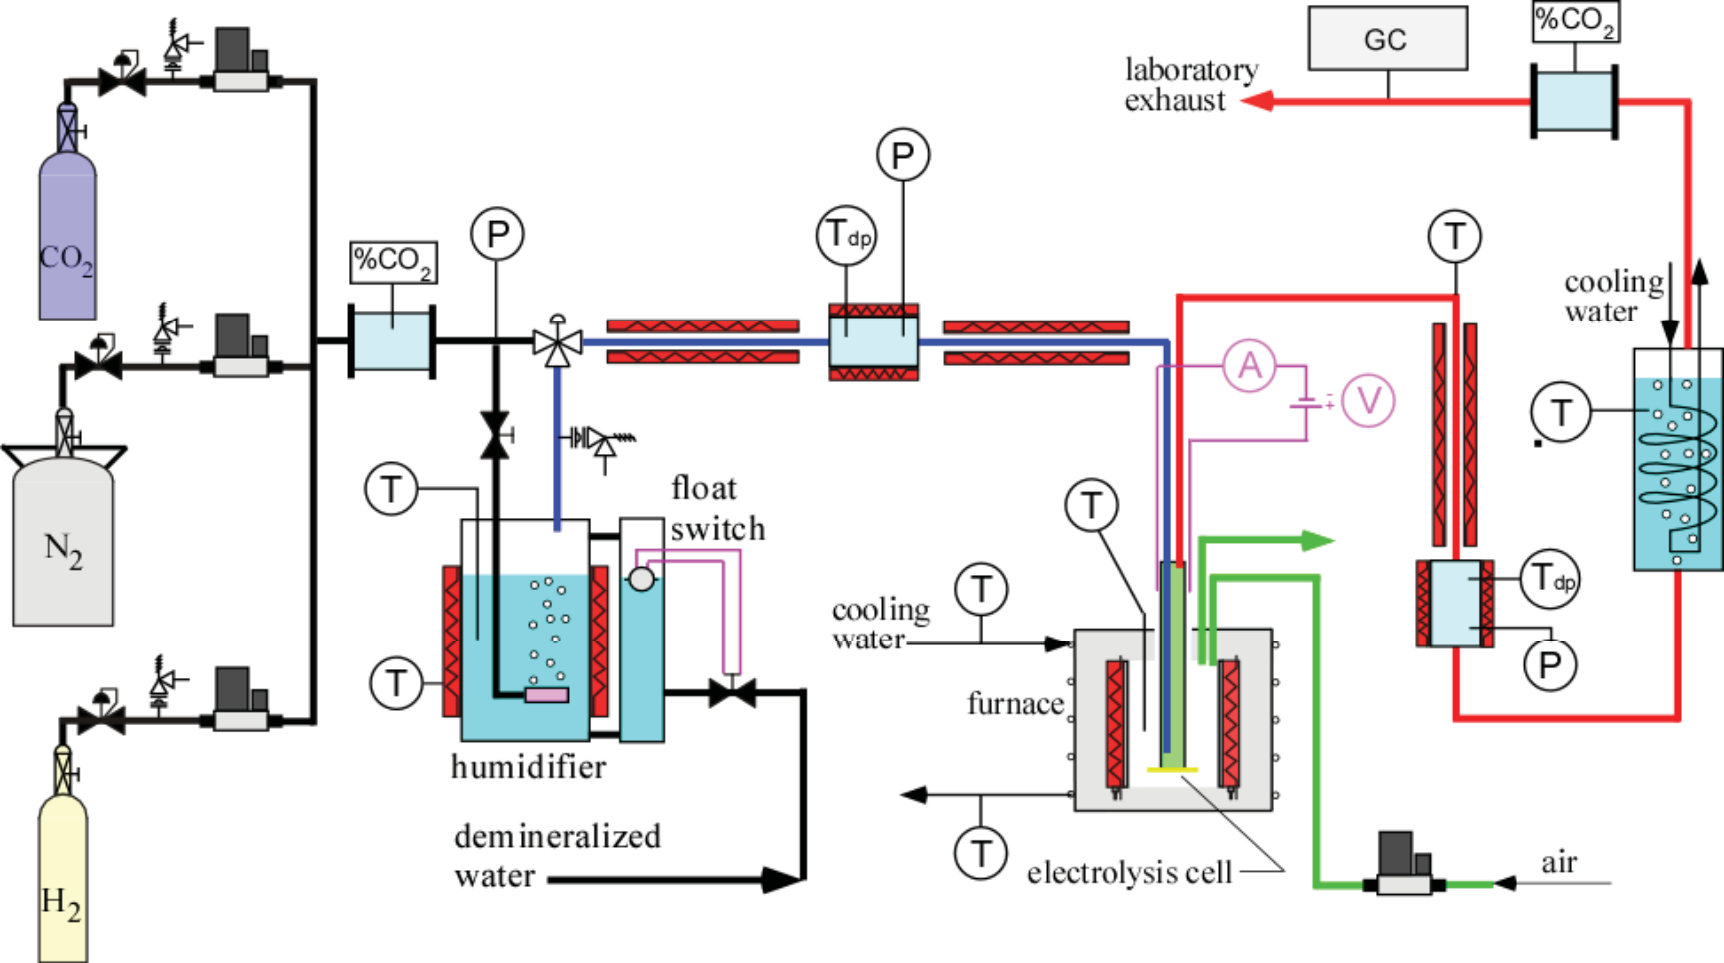 GC
%CO2
laboratory
exhaust
P
CO2
P
Tdp
T
%CO2
cooling
water
A
V
T
N2
T
float
switch
T
T
cooling
water
Tdp
T
P
furnace
humidifier
demineralized
water
T
electrolysis cell
air
H2